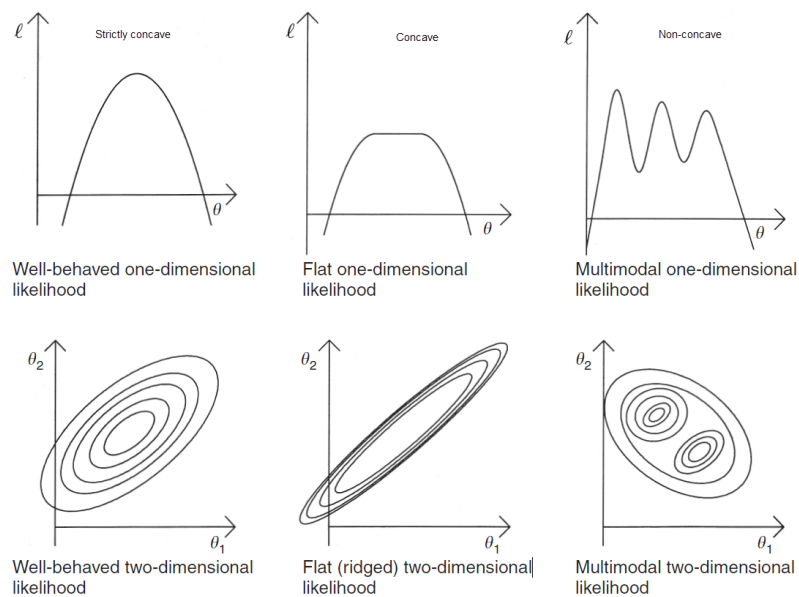 ℓ
Strictly concave
θ
Well-behaved one-dimensional
likelihood
ℓ
Concave
θ
Flat one-dimensional
likelihood
ℓ
Non-concave
θ
Multimodal one-dimensional
likelihood
θ₂
θ₁
Well-behaved two-dimensional
likelihood
θ₂
θ₁
Flat (ridged) two-dimensional
likelihood
θ₂
θ₁
Multimodal two-dimensional
likelihood